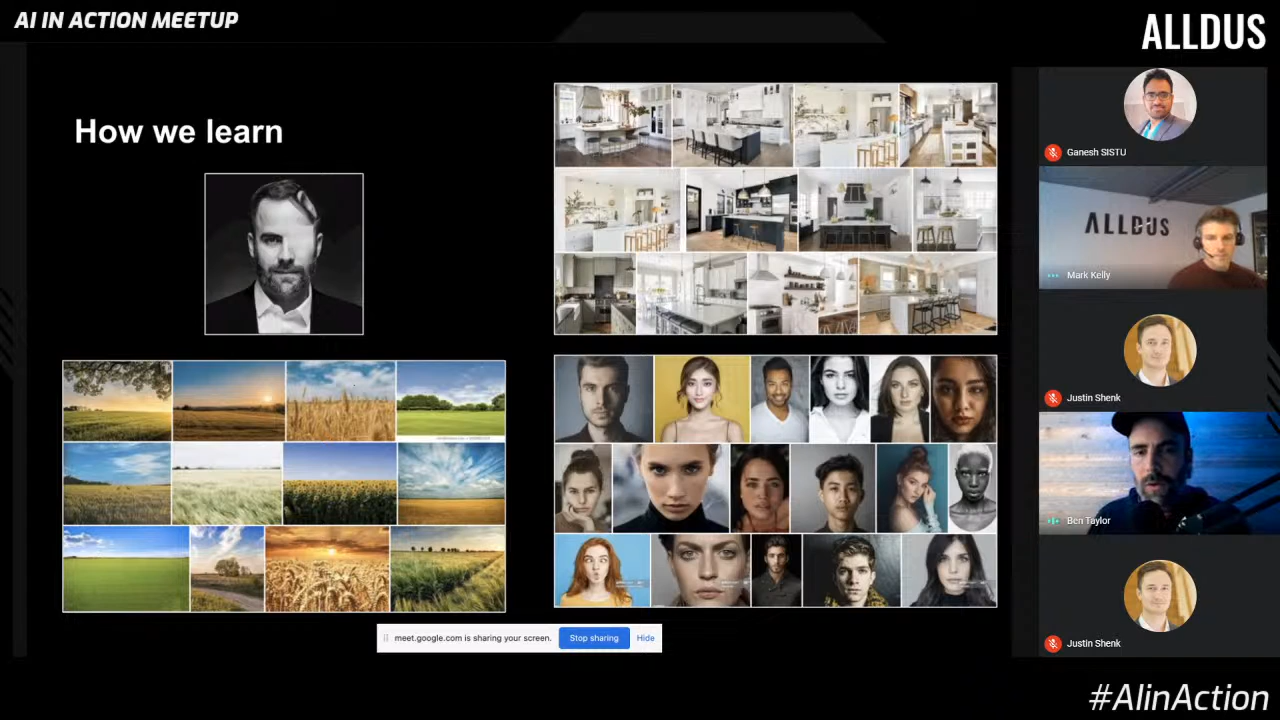 AI IN ACTION MEETUP
ALLDUS
How we learn
Ganesh SISTU
ALLDUS
Mark Kelly
Justin Shenk
Ben Taylor
Justin Shenk
meet.google.com is sharing your screen.
Stop sharing
Hide
#AIinAction